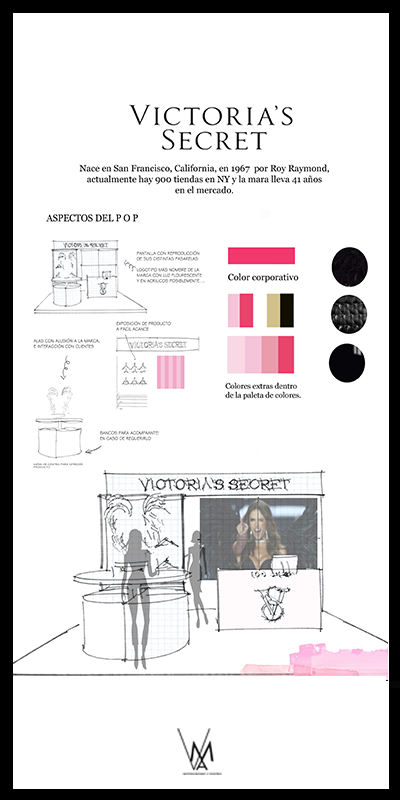 VICTORIA'S
SECRET
Nace en San Francisco, California, en 1967 por Roy Raymond,
actualmente hay 900 tiendas en NY y la mara lleva 41 años
en el mercado.
ASPECTOS DEL P O P
VICTORIA'S SECRET
PANTALLA CON REPRODUCCIÓN
DE SUS DISTINTAS PASARELAS
LOGOTIPO MAS NOMBRE DE LA
MARCA CON LUZ FLOURESCENTE
Y EN ACRILICOS POSIBLEMENTE...
Color corporativo
EXPOSICIÓN DE PRODUCTO
A FACIL ALCANCE
VICTORIA'S SECRET
ALAS CON ALUSIÓN A LA MARCA,
E INTERACCIÓN CON CLIENTES
Colores extras dentro
de la paleta de colores.
BANCOS PARA ACOMPAÑANTE
EN CASO DE REQUERIRLO
PRODUCTO
VICTORIA'S SECRET
VMA